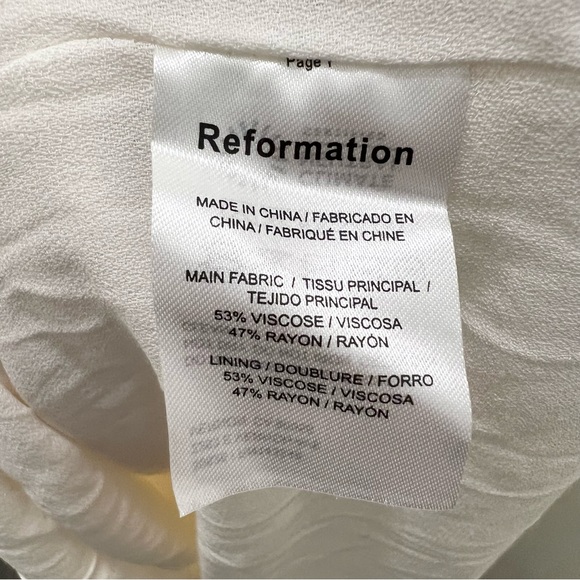 Page 1
Reformation
MADE IN CHINA / FABRICADO EN
CHINA / FABRIQUÉ EN CHINE
MAIN FABRIC / TISSU PRINCIPAL /
TEJIDO PRINCIPAL
53% VISCOSE / VISCOSA
47% RAYON / RAYÓN
LINING / DOUBLURE / FORRO
53% VISCOSE / VISCOSA
47% RAYON / RAYÓN